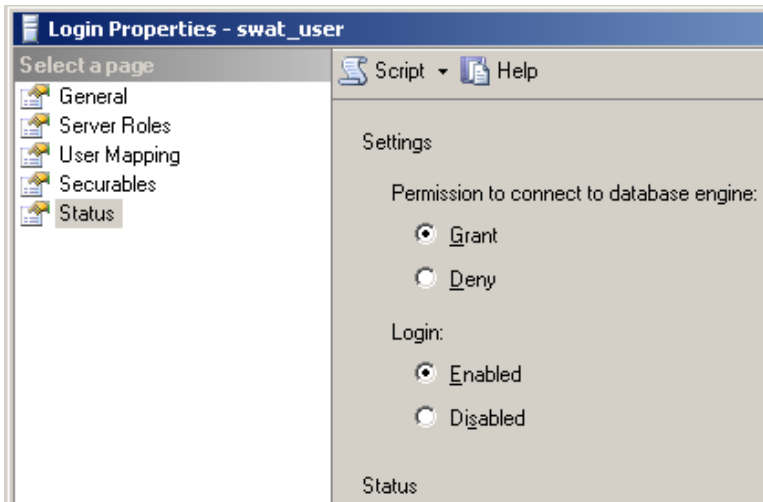 Login Properties - swat_user
Select a page
General
Server Roles
User Mapping
Securables
Status
Script
Help
Settings
Permission to connect to database engine:
Grant
Deny
Login:
Enabled
Disabled
Status